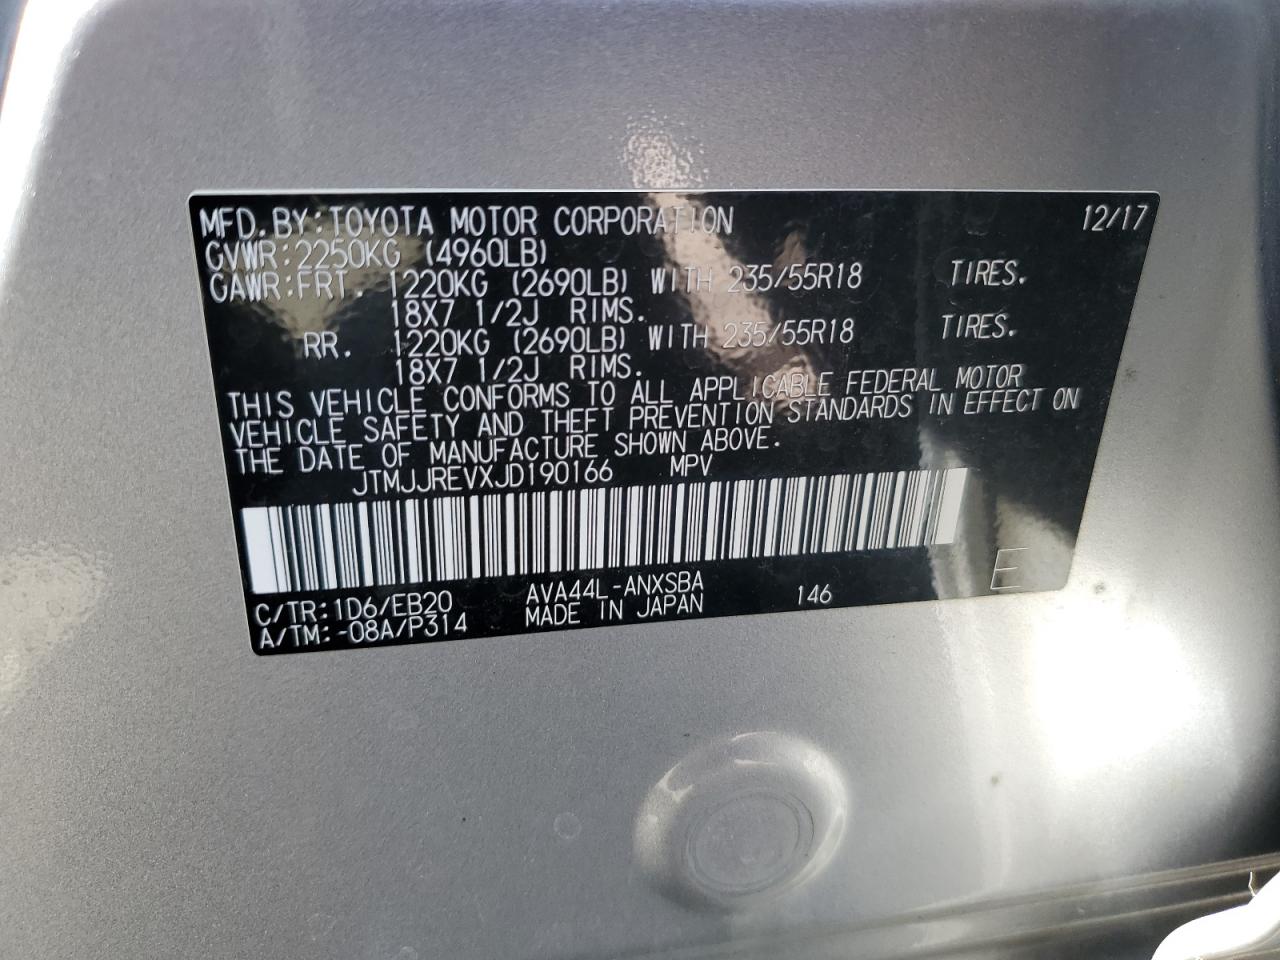 MFD. BY: TOYOTA MOTOR CORPORATION 12/17
GVWR: 2250KG (4960LB)
GAWR: FRT. 1220KG (2690LB) WITH 235/55R18 TIRES.
18X7 1/2J RIMS.
RR. 1220KG (2690LB) WITH 235/55R18 TIRES.
18X7 1/2J RIMS.
THIS VEHICLE CONFORMS TO ALL APPLICABLE FEDERAL MOTOR
VEHICLE SAFETY AND THEFT PREVENTION STANDARDS IN EFFECT ON
THE DATE OF MANUFACTURE SHOWN ABOVE.
JTMJJREVXJD190166 MPV
C/TR: 1D6/EB20 AVA44L-ANXSBA 146 E
A/TM: -08A/P314 MADE IN JAPAN